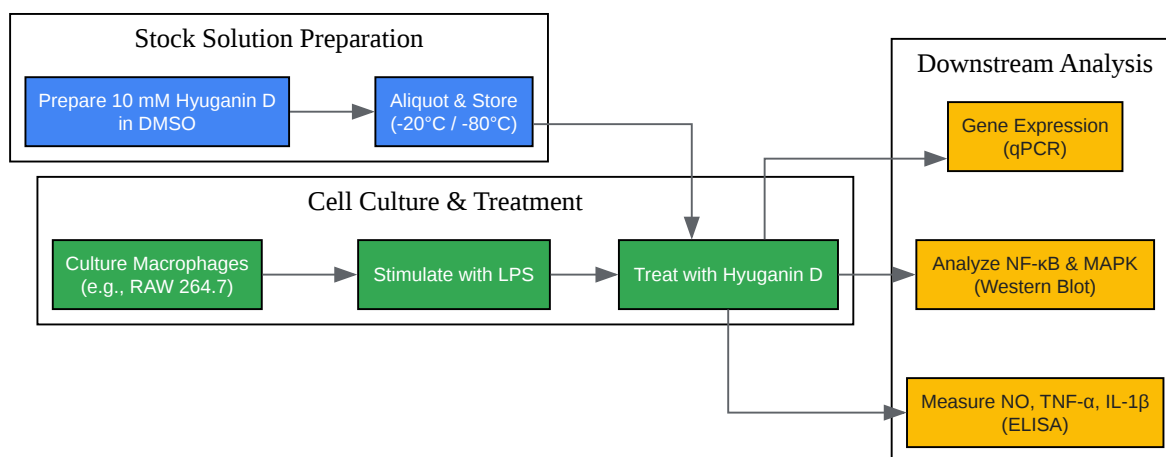 Stock Solution Preparation
Prepare 10 mM Hyuganin D
in DMSO
Aliquot & Store
(-20°C / -80°C)
Cell Culture & Treatment
Culture Macrophages
(e.g., RAW 264.7)
Stimulate with LPS
Treat with Hyuganin D
Downstream Analysis
Gene Expression
(qPCR)
Analyze NF-κB & MAPK
(Western Blot)
Measure NO, TNF-α, IL-1β
(ELISA)